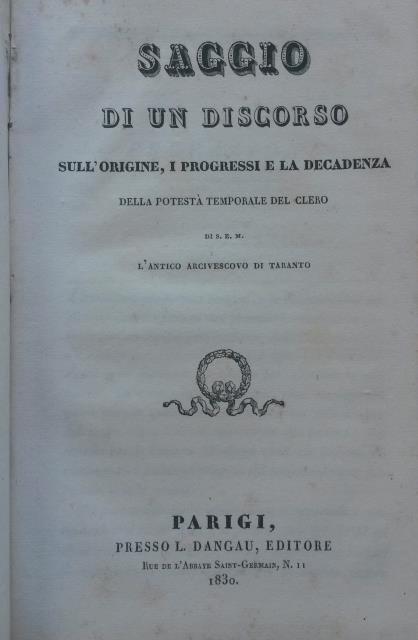 SAGGIO
DI UN DISCORSO
SULL'ORIGINE, I PROGRESSI E LA DECADENZA
DELLA POTESTÀ TEMPORALE DEL CLERO
DI S. E. M.
L'ANTICO ARCIVESCOVO DI TARANTO
PARIGI,
PRESSO L. DANGAU, EDITORE
RUE DE L'ABBAYE SAINT-GERMAIN, N. 11
1830.